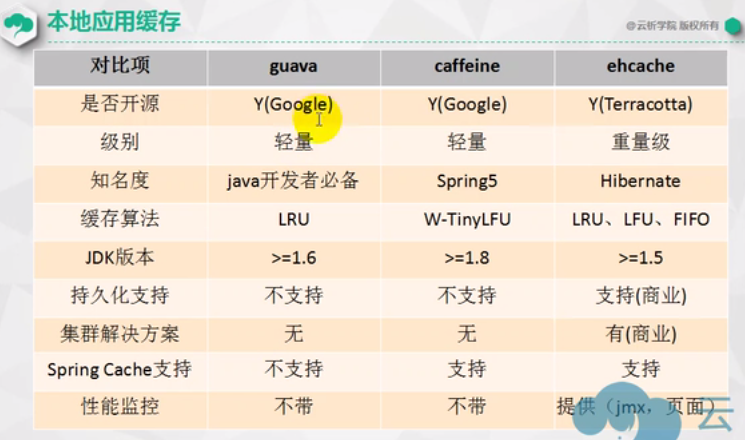 本地应用缓存
@云析学院 版权所有
对比项 guava caffeine ehcache
是否开源 Y(Google) Y(Google) Y(Terracotta)
级别 轻量 轻量 重量级
知名度 java开发者必备 Spring5 Hibernate
缓存算法 LRU W-TinyLFU LRU、LFU、FIFO
JDK版本 >=1.6 >=1.8 >=1.5
持久化支持 不支持 不支持 支持(商业)
集群解决方案 无 无 有(商业)
Spring Cache支持 不支持 支持 支持
性能监控 不带 不带 提供（jmx，页面）
云